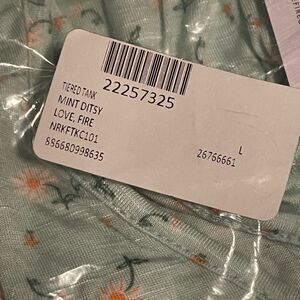 22257325
TIERED TANK
MINT DITSY
LOVE, FIRE
NRKFTKC101
886680998635
L
26766661